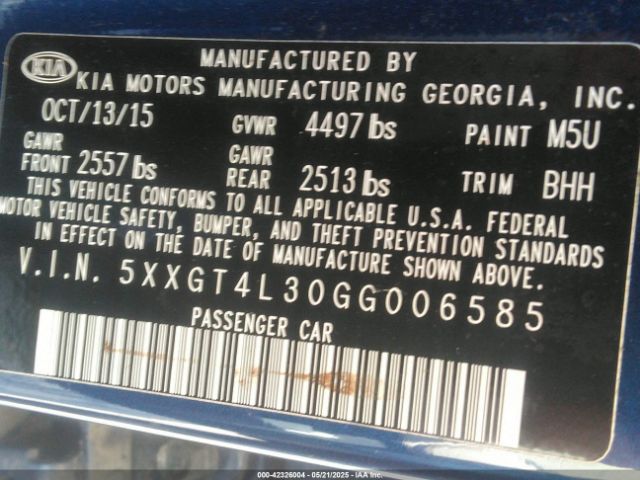 KIA
MANUFACTURED BY
KIA MOTORS MANUFACTURING GEORGIA, INC.
OCT/13/15 GVWR 4497 lbs PAINT M5U
GAWR FRONT 2557 lbs GAWR REAR 2513 lbs TRIM BHH
THIS VEHICLE CONFORMS TO ALL APPLICABLE U.S.A. FEDERAL
MOTOR VEHICLE SAFETY, BUMPER, AND THEFT PREVENTION STANDARDS
IN EFFECT ON THE DATE OF MANUFACTURE SHOWN ABOVE.
V.I.N. 5XXGT4L30GG006585
PASSENGER CAR
000-42326004 - 05/21/2025 - IAAI.COM